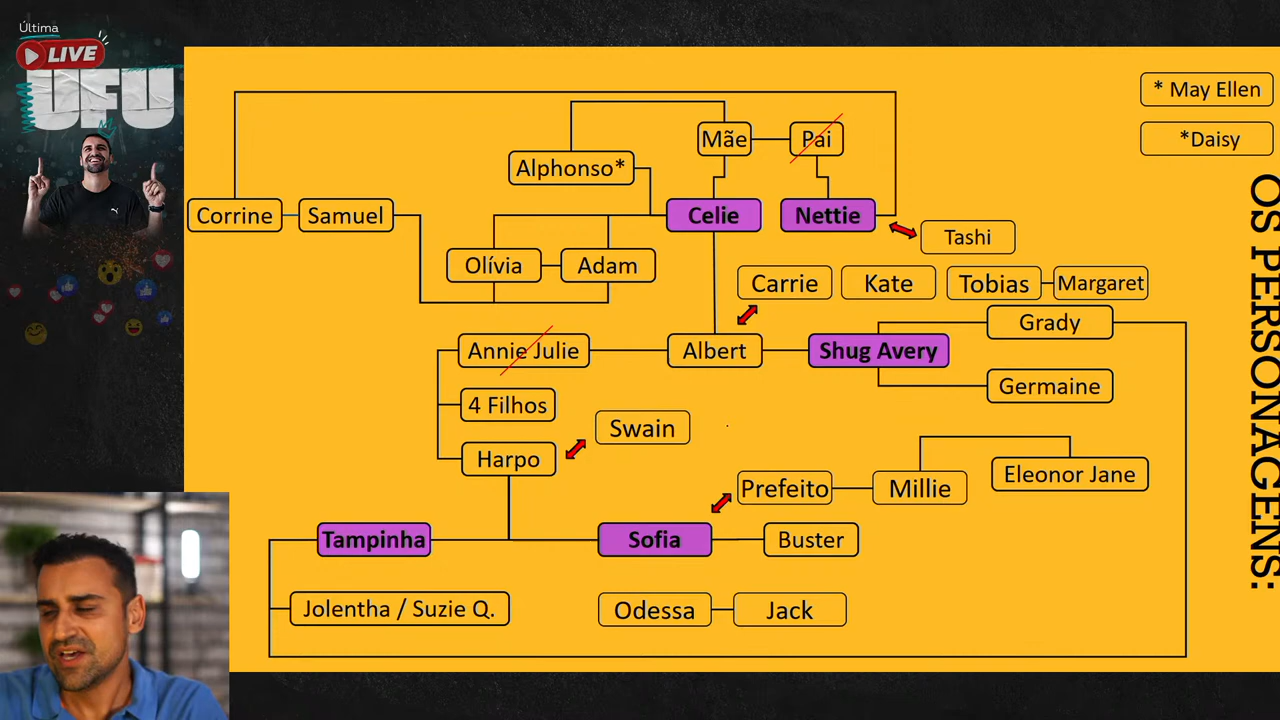 Última
LIVE
UFU
* May Ellen
*Daisy
OS PERSONAGENS:
Mãe
Pai
Alphonso*
Corrine
Samuel
Celie
Nettie
Tashi
Olívia
Adam
Carrie
Kate
Tobias
Margaret
Grady
Annie Julie
Albert
Shug Avery
Germaine
4 Filhos
Swain
Harpo
Prefeito
Millie
Eleonor Jane
Tampinha
Sofia
Buster
Jolentha / Suzie Q.
Odessa
Jack